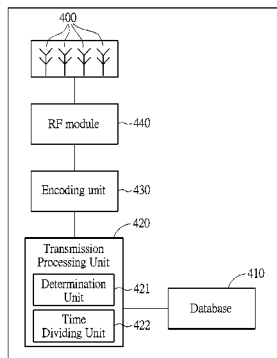 400
RF module
440
Encoding unit
430
420
Transmission
Processing Unit
Determination
Unit
421
Time
Dividing Unit
422
410
Database